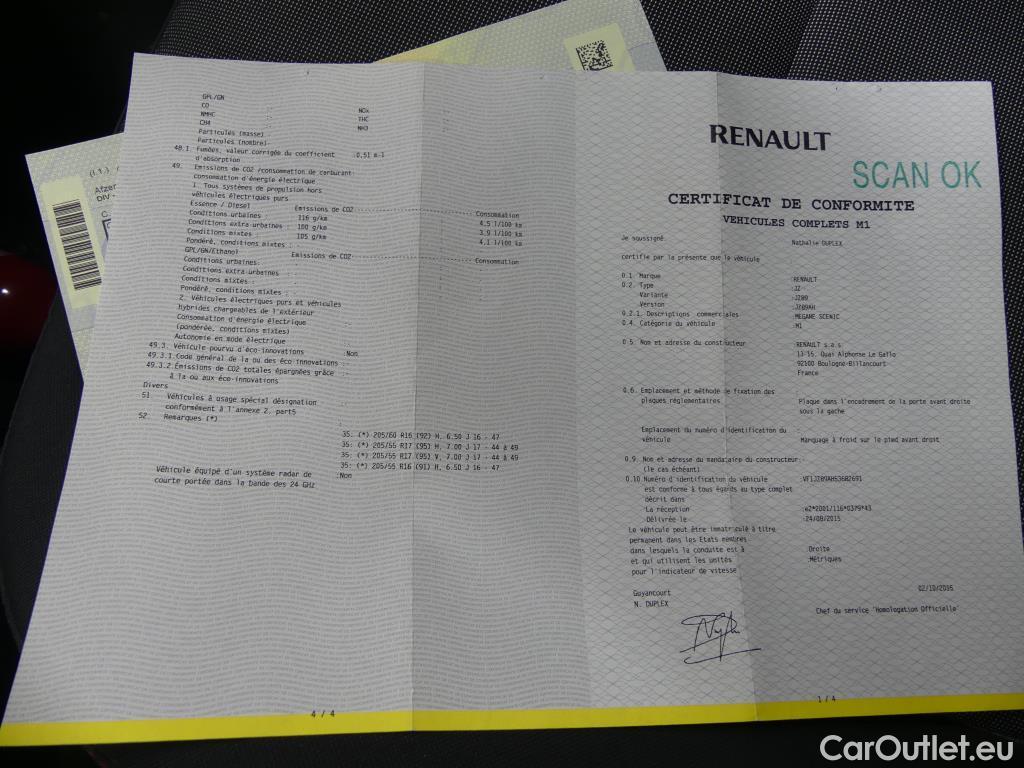 GPL/GN
CO
NMHC
CH4
NOx
THC
NH3
Particules (masse)
Particules (nombre)
48.1. Fumées, valeur corrigée du coefficient :0,51 m-1
d'absorption
49. Emissions de CO2 /consommation de carburant
consommation d'énergie électrique
1. Tous systèmes de propulsion hors
véhicules électriques purs
Essence / Diesel Emissions de CO2 Consommation
Conditions urbaines : 116 g/km 4.5 l/100 km
Conditions extra-urbaines : 100 g/km 3.9 l/100 km
Conditions mixtes : 105 g/km 4.1 l/100 km
Pondéré, conditions mixtes :
GPL/GN/Ethanol Emissions de CO2 Consommation
Conditions urbaines:
Conditions extra-urbaines :
Conditions mixtes :
Pondéré, conditions mixtes :
2. Véhicules électriques purs et véhicules
hybrides chargeables de l'extérieur
Consommation d'énergie électrique
(pondérée, conditions mixtes)
Autonomie en mode électrique
49.3. Véhicule pourvu d'éco-innovations :Non
49.3.1.Code général de la ou des éco-innovations :-
49.3.2.Emissions de CO2 totales épargnées grâce :-
à la ou aux éco-innovations
Divers
51. Véhicules à usage spécial désignation
conformément à l'annexe 2, part5
52. Remarques (*)
35: (*) 205/60 R16 (92) H, 6.50 J 16 - 47
35: (*) 205/55 R17 (95) H, 7.00 J 17 - 44 à 49
35: (*) 205/55 R17 (95) V, 7.00 J 17 - 44 à 49
35: (*) 205/55 R16 (91) H, 6.50 J 16 - 47
Véhicule équipé d'un système radar de :Non
courte portée dans la bande des 24 GHz
4 / 4
RENAULT
SCAN OK
CERTIFICAT DE CONFORMITE
VEHICULES COMPLETS M1
Je soussigné: Nathalie DUPLEX
certifie par la présente que le véhicule
0.1. Marque :RENAULT
0.2. Type :JZ
Variante :JZ09
Version :JZ09AH
0.2.1. Descriptions commerciales :MEGANE SCENIC
0.4. Catégorie du véhicule :M1
0.5. Nom et adresse du constructeur :RENAULT s.a.s
13-15, Quai Alphonse Le Gallo
92100 Boulogne-Billancourt
France
0.6. Emplacement et méthode de fixation des
plaques réglementaires :Plaque dans l'encadrement de la porte avant droite
sous la gache
Emplacement du numéro d'identification du
véhicule :Marquage à froid sur le pied avant droit
0.9. Nom et adresse du mandataire du constructeur:-
(le cas échéant)
0.10 Numéro d'identification du véhicule :VF1JZ09AH53682691
est conforme à tous égards au type complet
décrit dans
La réception :e2*2001/116*0379*43
Délivrée le :24/08/2015
Le véhicule peut être immatriculé à titre
permanent dans les Etats membres
dans lesquels la conduite est à :Droite
et qui utilisent les unités :Métriques
pour l'indicateur de vitesse
Guyancourt
N. DUPLEX
02/10/2015
Chef du service 'Homologation Officielle'
1 / 4
CarOutlet.eu